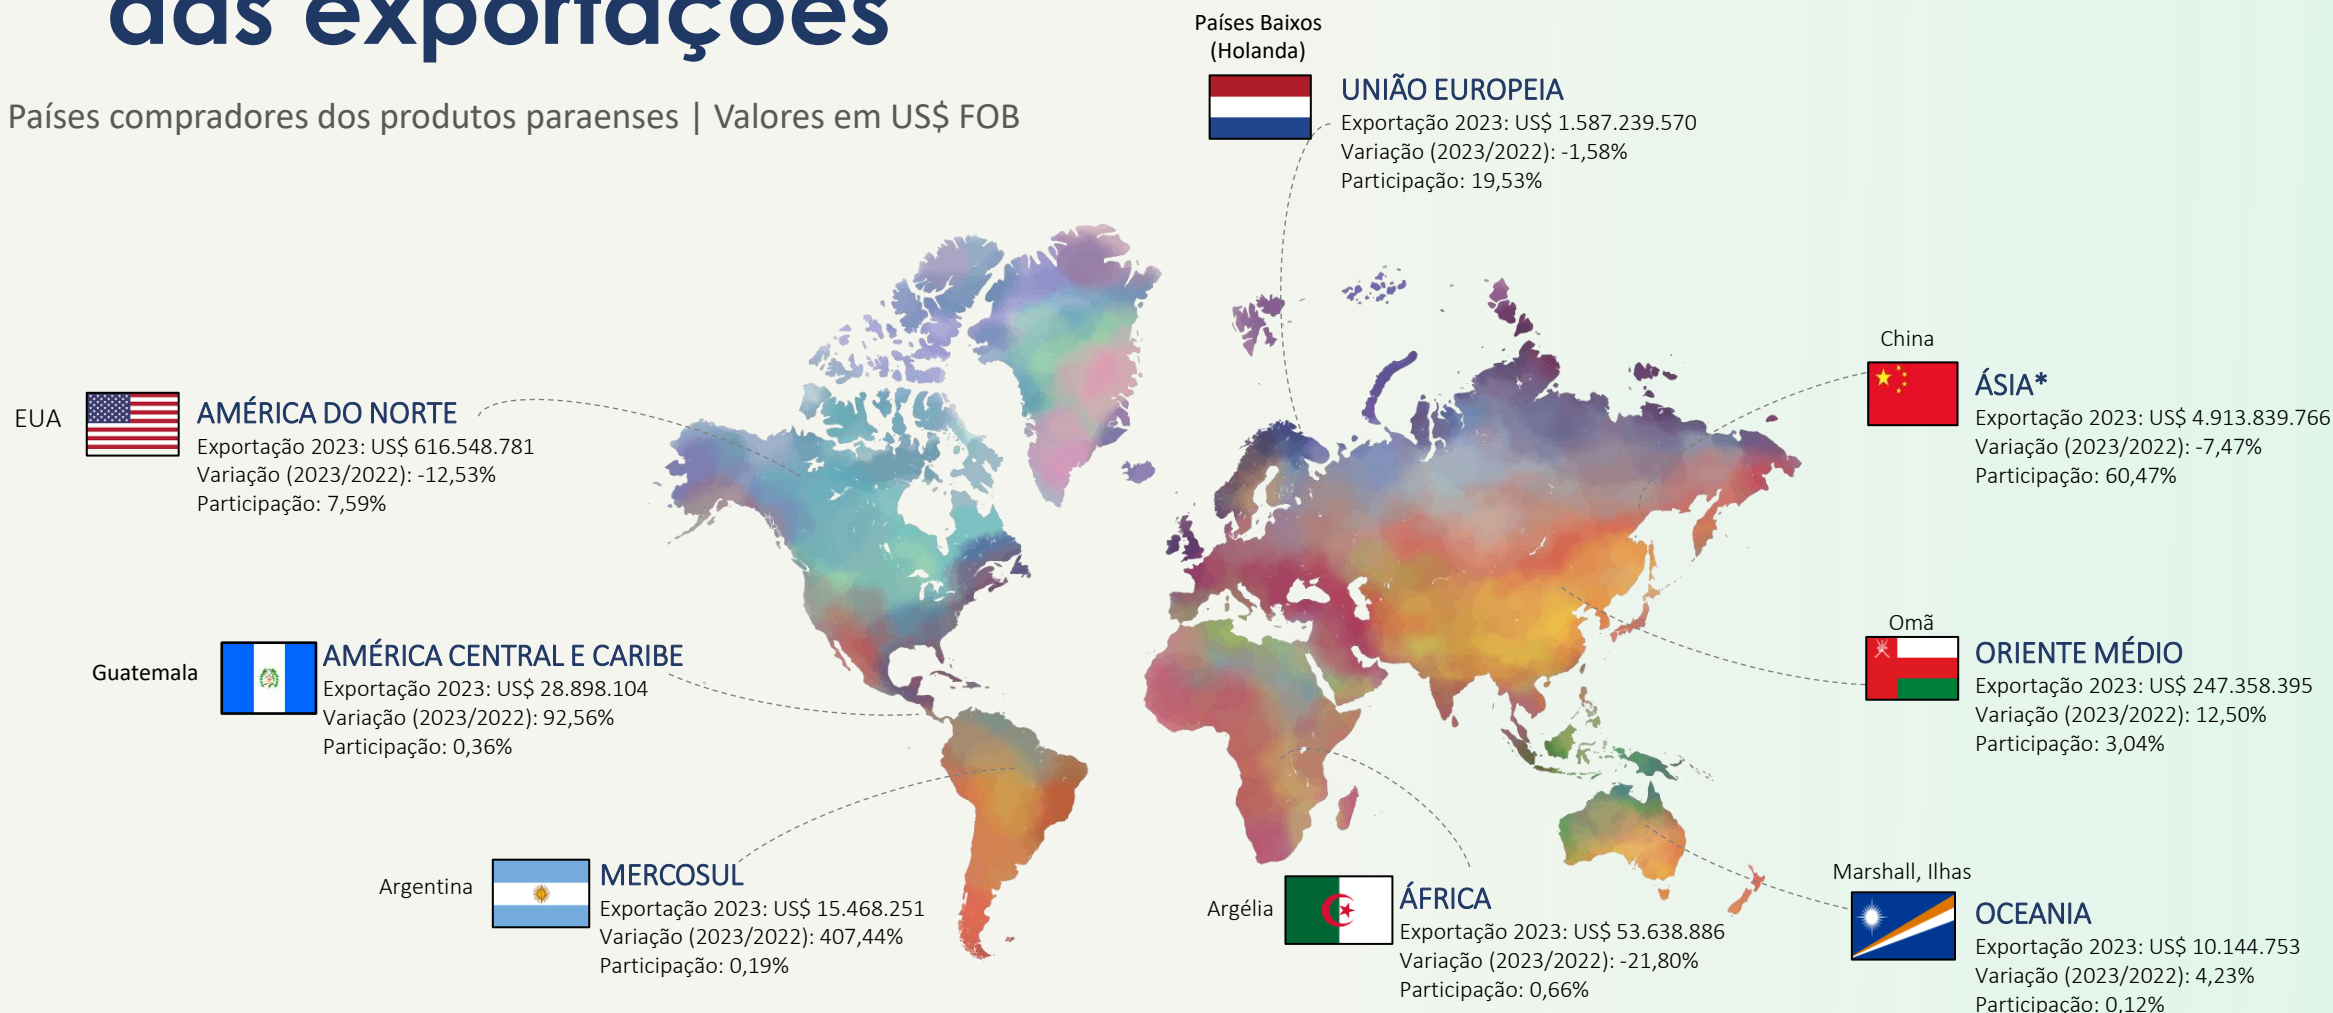 das exportações
Países compradores dos produtos paraenses | Valores em US$ FOB
Países Baixos
(Holanda)
UNIÃO EUROPEIA
Exportação 2023: US$ 1.587.239.570
Variação (2023/2022): -1,58%
Participação: 19,53%
China
ÁSIA*
Exportação 2023: US$ 4.913.839.766
Variação (2023/2022): -7,47%
Participação: 60,47%
EUA
AMÉRICA DO NORTE
Exportação 2023: US$ 616.548.781
Variação (2023/2022): -12,53%
Participação: 7,59%
Omã
ORIENTE MÉDIO
Exportação 2023: US$ 247.358.395
Variação (2023/2022): 12,50%
Participação: 3,04%
Guatemala
AMÉRICA CENTRAL E CARIBE
Exportação 2023: US$ 28.898.104
Variação (2023/2022): 92,56%
Participação: 0,36%
Argentina
MERCOSUL
Exportação 2023: US$ 15.468.251
Variação (2023/2022): 407,44%
Participação: 0,19%
Argélia
ÁFRICA
Exportação 2023: US$ 53.638.886
Variação (2023/2022): -21,80%
Participação: 0,66%
Marshall, Ilhas
OCEANIA
Exportação 2023: US$ 10.144.753
Variação (2023/2022): 4,23%
Participação: 0,12%